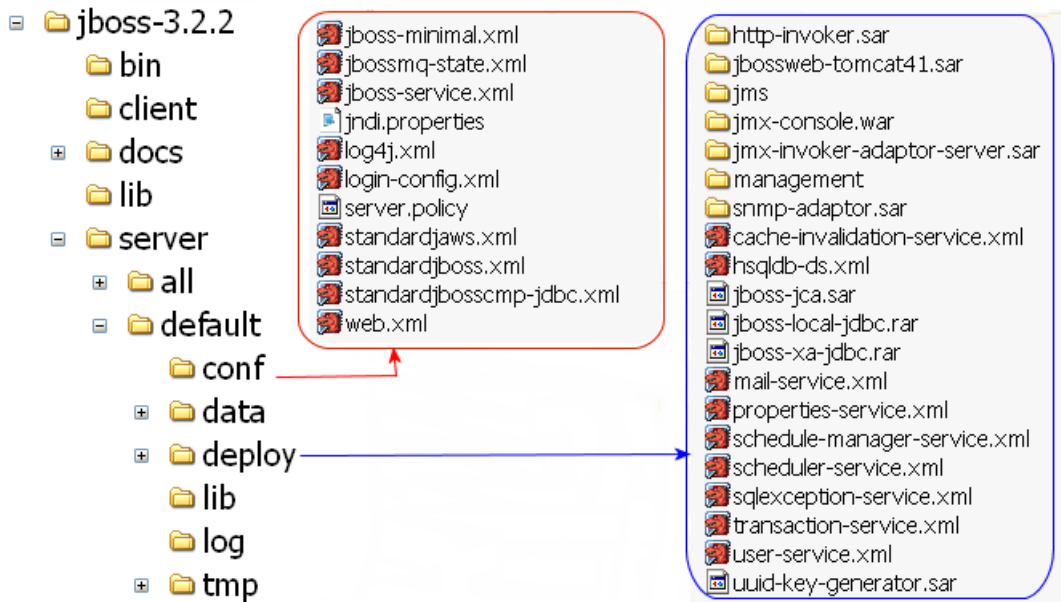 jboss-3.2.2
bin
client
docs
lib
server
all
default
conf
data
deploy
lib
log
tmp
jboss-minimal.xml
jbossmq-state.xml
jboss-service.xml
jndi.properties
log4j.xml
login-config.xml
server.policy
standardjaws.xml
standardjboss.xml
standardjbosscmp-jdbc.xml
web.xml
http-invoker.sar
jbossweb-tomcat41.sar
jms
jmx-console.war
jmx-invoker-adaptor-server.sar
management
snmp-adaptor.sar
cache-invalidation-service.xml
hsqldb-ds.xml
jboss-jca.sar
jboss-local-jdbc.rar
jboss-xa-jdbc.rar
mail-service.xml
properties-service.xml
schedule-manager-service.xml
scheduler-service.xml
sqlexception-service.xml
transaction-service.xml
user-service.xml
uuid-key-generator.sar